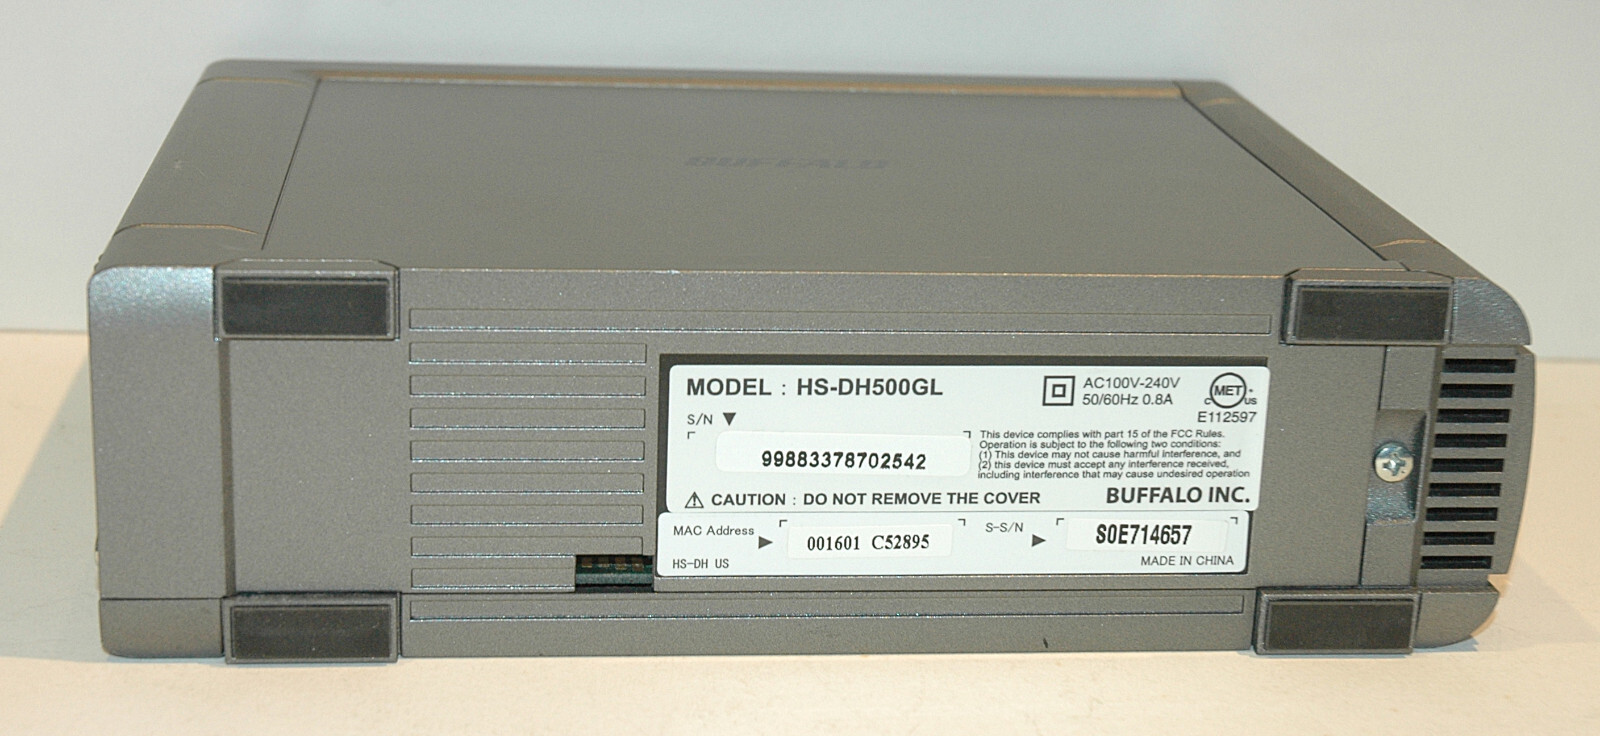 BUFFALO
MODEL : HS-DH500GL
AC100V-240V
50/60Hz 0.8A
C MET US
E112597
S/N ▼
99883378702542
This device complies with part 15 of the FCC Rules.
Operation is subject to the following two conditions:
(1) This device may not cause harmful interference, and
(2) this device must accept any interference received,
including interference that may cause undesired operation
⚠ CAUTION : DO NOT REMOVE THE COVER
BUFFALO INC.
MAC Address ▶
001601 C52895
S-S/N ▶
S0E714657
HS-DH US
MADE IN CHINA